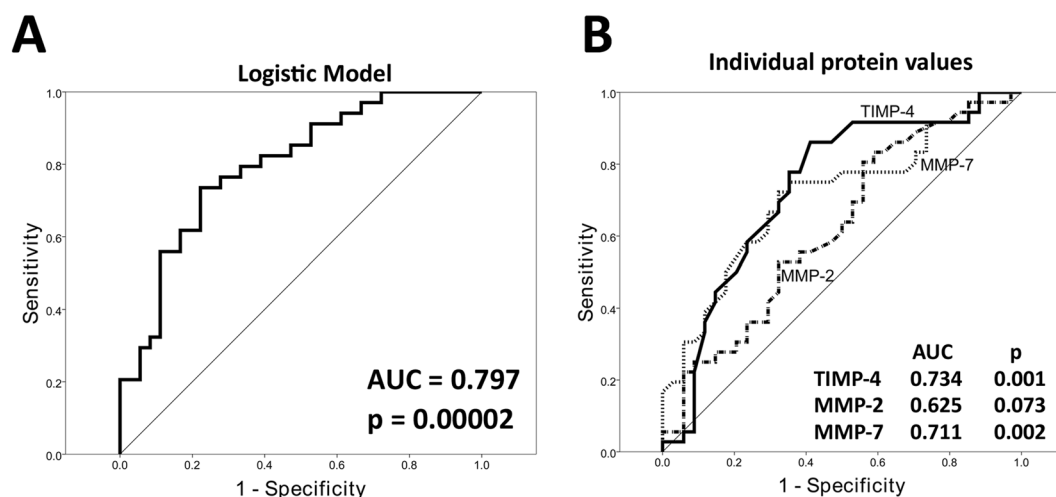 A
Logistic Model
1.0
0.8
0.6
0.4
0.2
0.0
Sensitivity
AUC = 0.797
p = 0.00002
0.0 0.2 0.4 0.6 0.8 1.0
1 - Specificity
B
Individual protein values
1.0
0.8
0.6
0.4
0.2
0.0
Sensitivity
TIMP-4
MMP-7
MMP-2
AUC p
TIMP-4 0.734 0.001
MMP-2 0.625 0.073
MMP-7 0.711 0.002
0.0 0.2 0.4 0.6 0.8 1.0
1 - Specificity